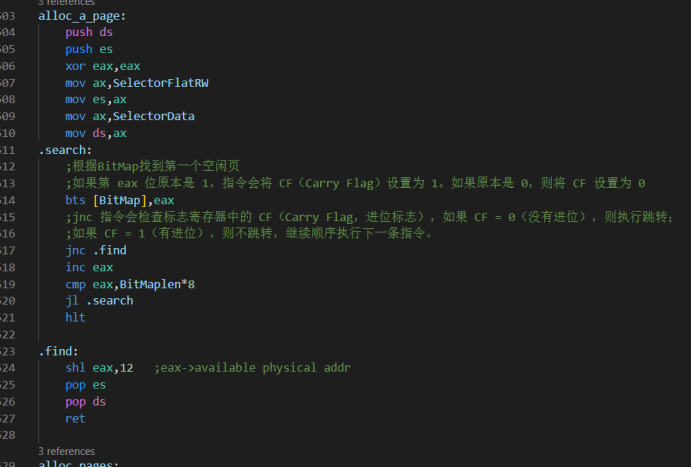 3 references
503 alloc_a_page:
504 push ds
505 push es
506 xor eax,eax
507 mov ax,SelectorFlatRW
508 mov es,ax
509 mov ax,SelectorData
510 mov ds,ax
511 .search:
512 ;根据BitMap找到第一个空闲页
513 ;如果第 eax 位原本是 1，指令会将 CF（Carry Flag）设置为 1。如果原本是 0，则将 CF 设置为 0
514 bts [BitMap],eax
515 ;jnc 指令会检查标志寄存器中的 CF（Carry Flag，进位标志），如果 CF = 0（没有进位），则执行跳转；
516 ;如果 CF = 1（有进位），则不跳转，继续顺序执行下一条指令。
517 jnc .find
518 inc eax
519 cmp eax,BitMaplen*8
520 jl .search
521 hlt
522
523 .find:
524 shl eax,12 ;eax->available physical addr
525 pop es
526 pop ds
527 ret
528
3 references
529 alloc_pages: